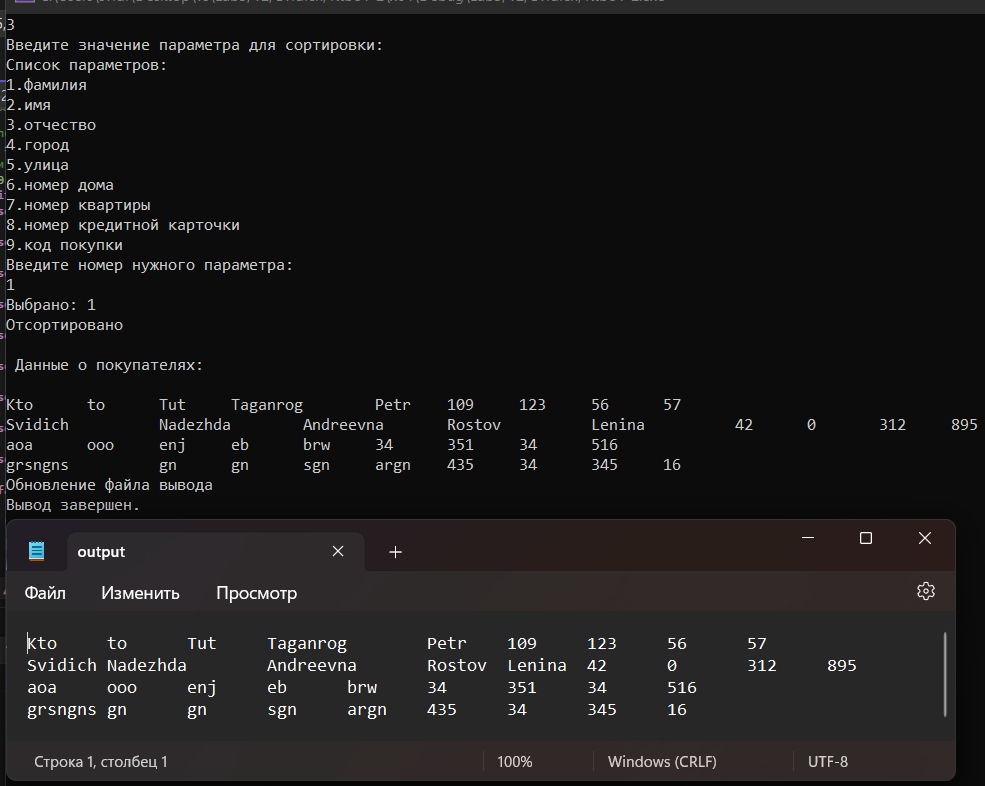 ,3
Введите значение параметра для сортировки:
Список параметров:
1.фамилия
2.имя
3.отчество
4.город
5.улица
6.номер дома
7.номер квартиры
8.номер кредитной карточки
9.код покупки
Введите номер нужного параметра:
1
Выбрано: 1
Отсортировано
Данные о покупателях:
Kto to Tut Taganrog Petr 109 123 56 57
Svidich Nadezhda Andreevna Rostov Lenina 42 0 312 895
aoa ooo enj eb brw 34 351 34 516
grsngns gn gn sgn argn 435 34 345 16
Обновление файла вывода
Вывод завершен.
output
Файл Изменить Просмотр
Kto to Tut Taganrog Petr 109 123 56 57
Svidich Nadezhda Andreevna Rostov Lenina 42 0 312 895
aoa ooo enj eb brw 34 351 34 516
grsngns gn gn sgn argn 435 34 345 16
Строка 1, столбец 1 100% Windows (CRLF) UTF-8